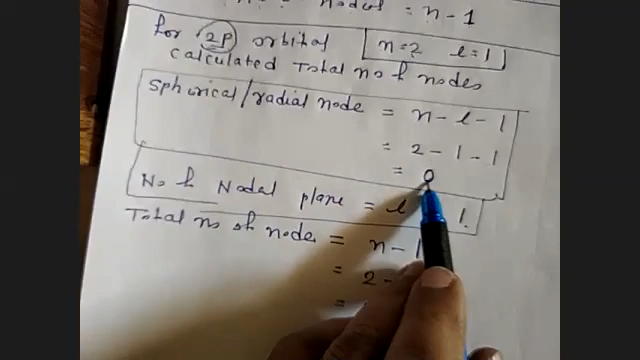 nodes = n - 1
for 2p orbital n=2 l=1
calculated Total no of nodes
Spherical/radial node = n - l - 1
= 2 - 1 - 1
= 0
No of Nodal plane = l 1
Total no of node = n - 1
= 2 -
=